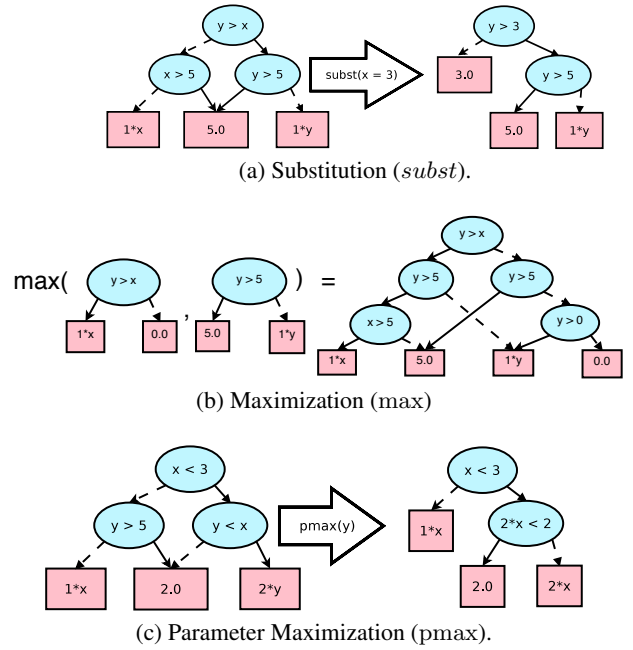 y > x
y > 3
x > 5
y > 5
subst(x = 3)
3.0
y > 5
1*x
5.0
1*y
5.0
1*y
(a) Substitution (subst).
y > x
max( y > x , y > 5 ) =
y > 5
y > 5
1*x
0.0
5.0
1*y
x > 5
y > 0
1*x
5.0
1*y
0.0
(b) Maximization (max)
x < 3
x < 3
y > 5
y < x
pmax(y)
1*x
2*x < 2
1*x
2.0
2*y
2.0
2*x
(c) Parameter Maximization (pmax).